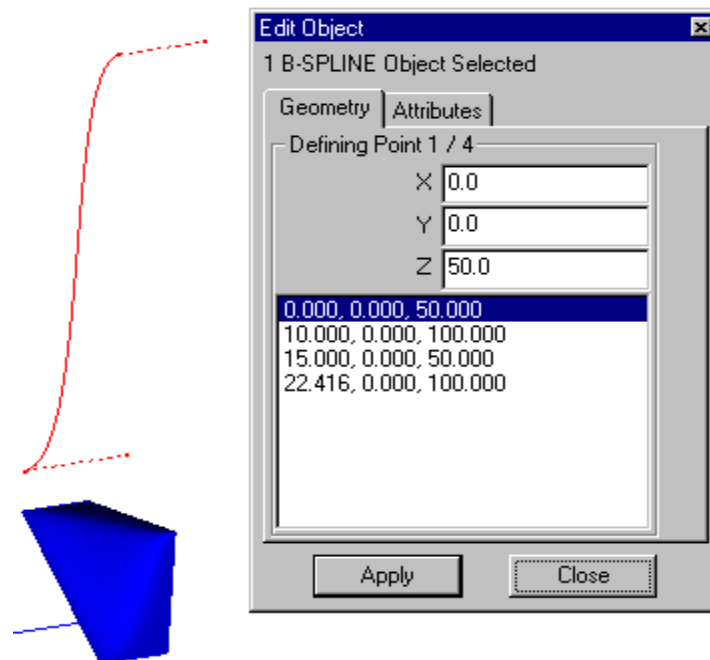 Edit Object
1 B-SPLINE Object Selected
Geometry Attributes
Defining Point 1 / 4
X 0.0
Y 0.0
Z 50.0
0.000, 0.000, 50.000
10.000, 0.000, 100.000
15.000, 0.000, 50.000
22.416, 0.000, 100.000
Apply Close